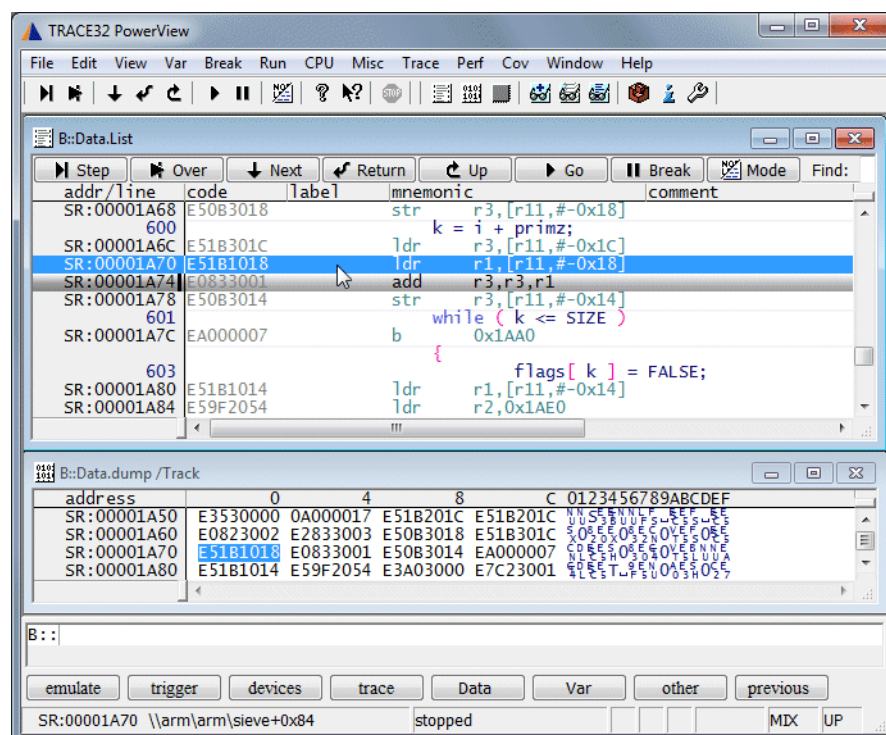 TRACE32 PowerView
File Edit View Var Break Run CPU Misc Trace Perf Cov Window Help
STOP
B::Data.List
Step Over Next Return Up Go Break Mode Find:
addr/line code label mnemonic comment
SR:00001A68 E50B3018 str r3,[r11,#-0x18]
600 k = i + primz;
SR:00001A6C E51B301C ldr r3,[r11,#-0x1C]
SR:00001A70 E51B1018 ldr r1,[r11,#-0x18]
SR:00001A74 E0833001 add r3,r3,r1
SR:00001A78 E50B3014 str r3,[r11,#-0x14]
601 while ( k <= SIZE )
SR:00001A7C EA000007 b 0x1AA0
{
603 flags[ k ] = FALSE;
SR:00001A80 E51B1014 ldr r1,[r11,#-0x14]
SR:00001A84 E59F2054 ldr r2,0x1AE0
B::Data.dump /Track
address 0 4 8 C 0123456789ABCDEF
SR:00001A50 E3530000 0A000017 E51B201C E51B201C
SR:00001A60 E0823002 E2833003 E50B3018 E51B301C
SR:00001A70 E51B1018 E0833001 E50B3014 EA000007
SR:00001A80 E51B1014 E59F2054 E3A03000 E7C23001
B::
emulate trigger devices trace Data Var other previous
SR:00001A70 \\arm\arm\sieve+0x84 stopped MIX UP